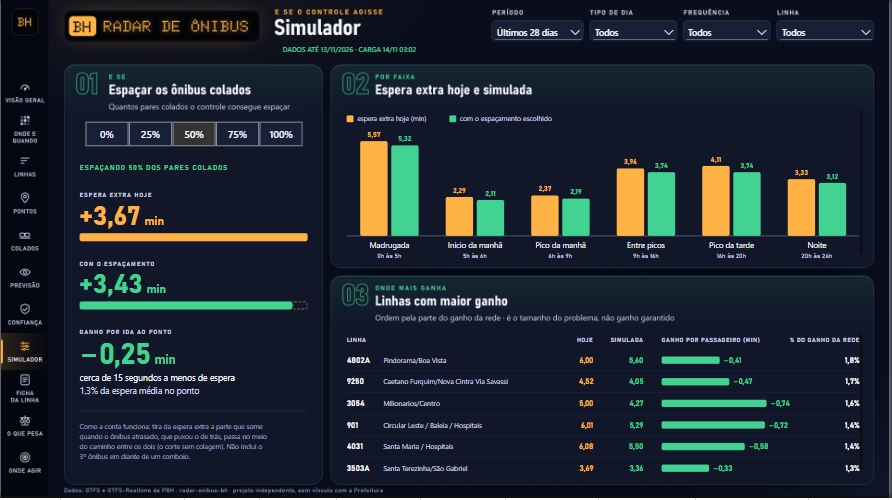 BH
BH RADAR DE ÔNIBUS
E SE O CONTROLE AGISSE
Simulador
DADOS ATÉ 13/11/2026 · CARGA 14/11 03:02
PERÍODO
Últimos 28 dias
TIPO DE DIA
Todos
FREQUÊNCIA
Todos
LINHA
Todos
VISÃO GERAL
ONDE E
QUANDO
LINHAS
PONTOS
COLADOS
PREVISÃO
CONFIANÇA
SIMULADOR
FICHA
DA LINHA
O QUE PESA
ONDE AGIR
01
E SE
Espaçar os ônibus colados
Quantos pares colados o controle consegue espaçar
0% 25% 50% 75% 100%
ESPAÇANDO 50% DOS PARES COLADOS
ESPERA EXTRA HOJE
+3,67 min
COM O ESPAÇAMENTO
+3,43 min
GANHO POR IDA AO PONTO
−0,25 min
cerca de 15 segundos a menos de espera
1,3% da espera média no ponto
Como a conta funciona: tira da espera extra a parte que some
quando o ônibus atrasado, que puxou o de trás, passa no meio
do caminho entre os dois (o corte sem colagem). Não inclui o
3º ônibus em diante de um comboio.
02
POR FAIXA
Espera extra hoje e simulada
espera extra hoje (min)
com o espaçamento escolhido
5,57 5,32 2,29 2,11 2,37 2,19 3,96 3,74 4,11 3,74 3,33 3,12
Madrugada Início da manhã Pico da manhã Entre picos Pico da tarde Noite
0h às 5h 5h às 6h 6h às 9h 9h às 16h 16h às 20h 20h às 24h
03
ONDE MAIS GANHA
Linhas com maior ganho
Ordem pela parte do ganho da rede · é o tamanho do problema, não ganho garantido
LINHA HOJE SIMULADA GANHO POR PASSAGEIRO (MIN) % DO GANHO DA REDE
4802A Pindorama/Boa Vista 6,00 5,60 −0,41 1,8%
9250 Caetano Furquim/Nova Cintra Via Savassi 4,52 4,05 −0,47 1,7%
3054 Milionarios/Centro 5,00 4,27 −0,74 1,6%
901 Circular Leste / Baleia / Hospitais 6,01 5,29 −0,72 1,4%
4031 Santa Maria / Hospitais 6,08 5,50 −0,58 1,4%
3503A Santa Terezinha/São Gabriel 3,69 3,36 −0,33 1,3%
Dados: GTFS e GTFS-Realtime da PBH · radar-onibus-bh · projeto independente, sem vínculo com a Prefeitura